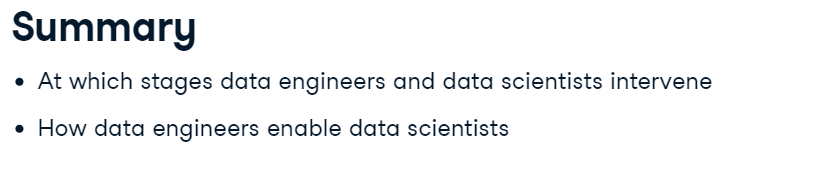 Summary
• At which stages data engineers and data scientists intervene
• How data engineers enable data scientists